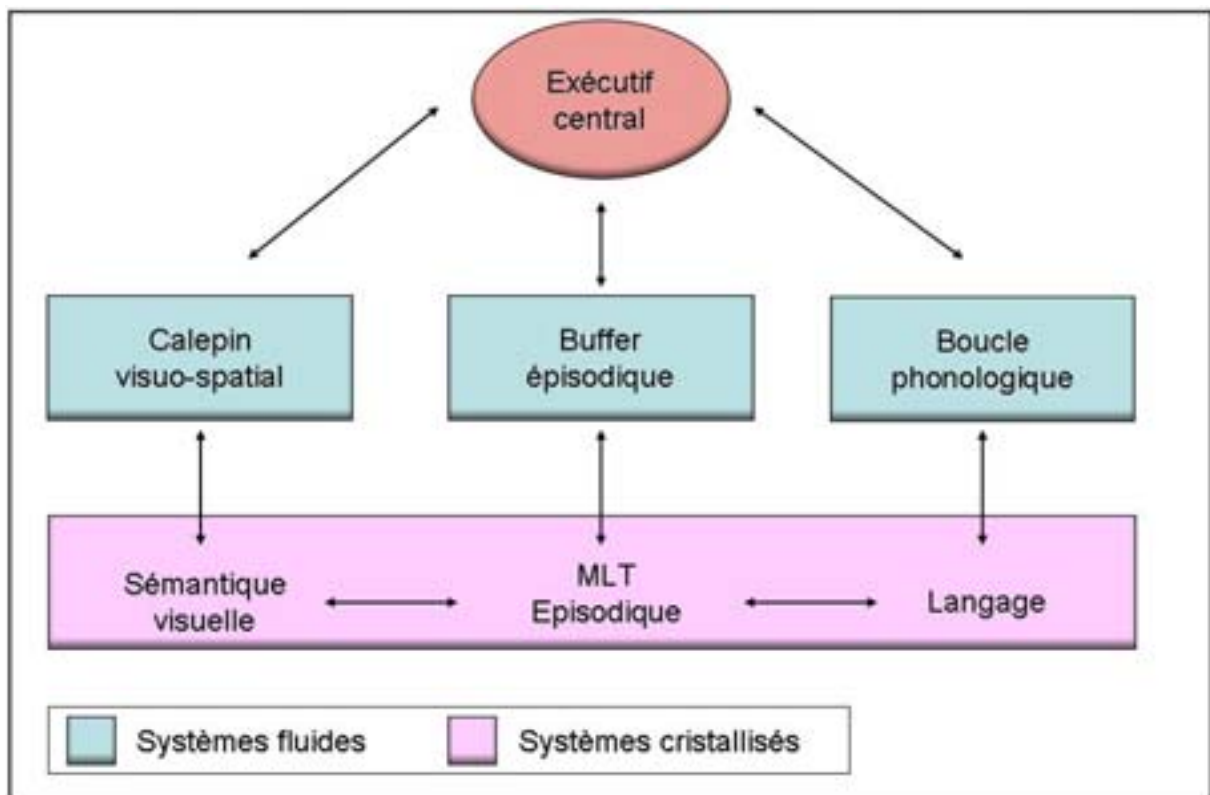 Exécutif
central
Calepin
visuo-spatial
Buffer
épisodique
Boucle
phonologique
Sémantique
visuelle
MLT
Episodique
Langage
Systèmes fluides
Systèmes cristallisés